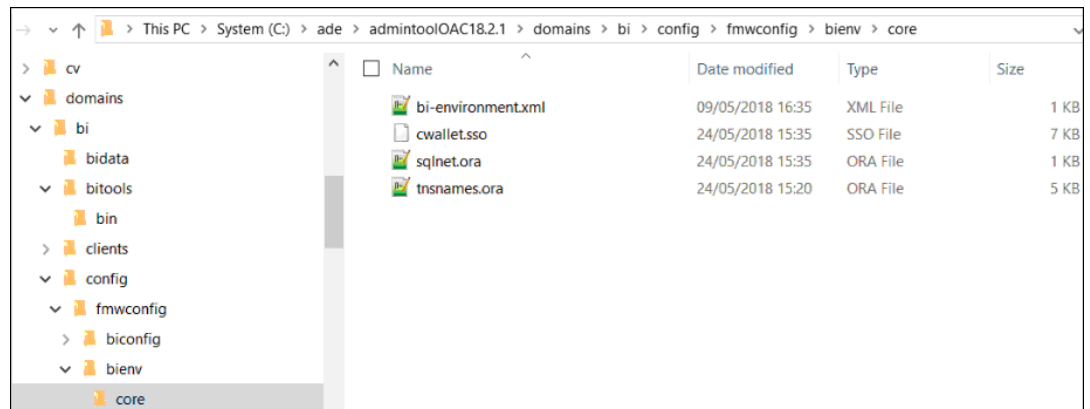 This PC > System (C:) > ade > admintoolOAC18.2.1 > domains > bi > config > fmwconfig > bienv > core
cv
domains
bi
bidata
bitools
bin
clients
config
fmwconfig
biconfig
bienv
core
Name Date modified Type Size
bi-environment.xml 09/05/2018 16:35 XML File 1 KB
cwallet.sso 24/05/2018 15:35 SSO File 7 KB
sqlnet.ora 24/05/2018 15:35 ORA File 1 KB
tnsnames.ora 24/05/2018 15:20 ORA File 5 KB